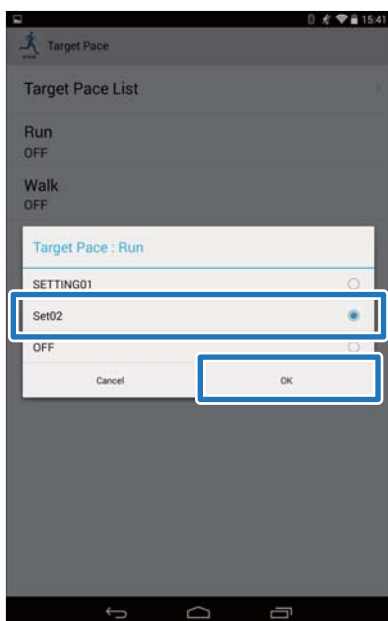 15:41
Target Pace
Target Pace List
Run
OFF
Walk
OFF
Target Pace : Run
SETTING01
Set02
OFF
Cancel OK